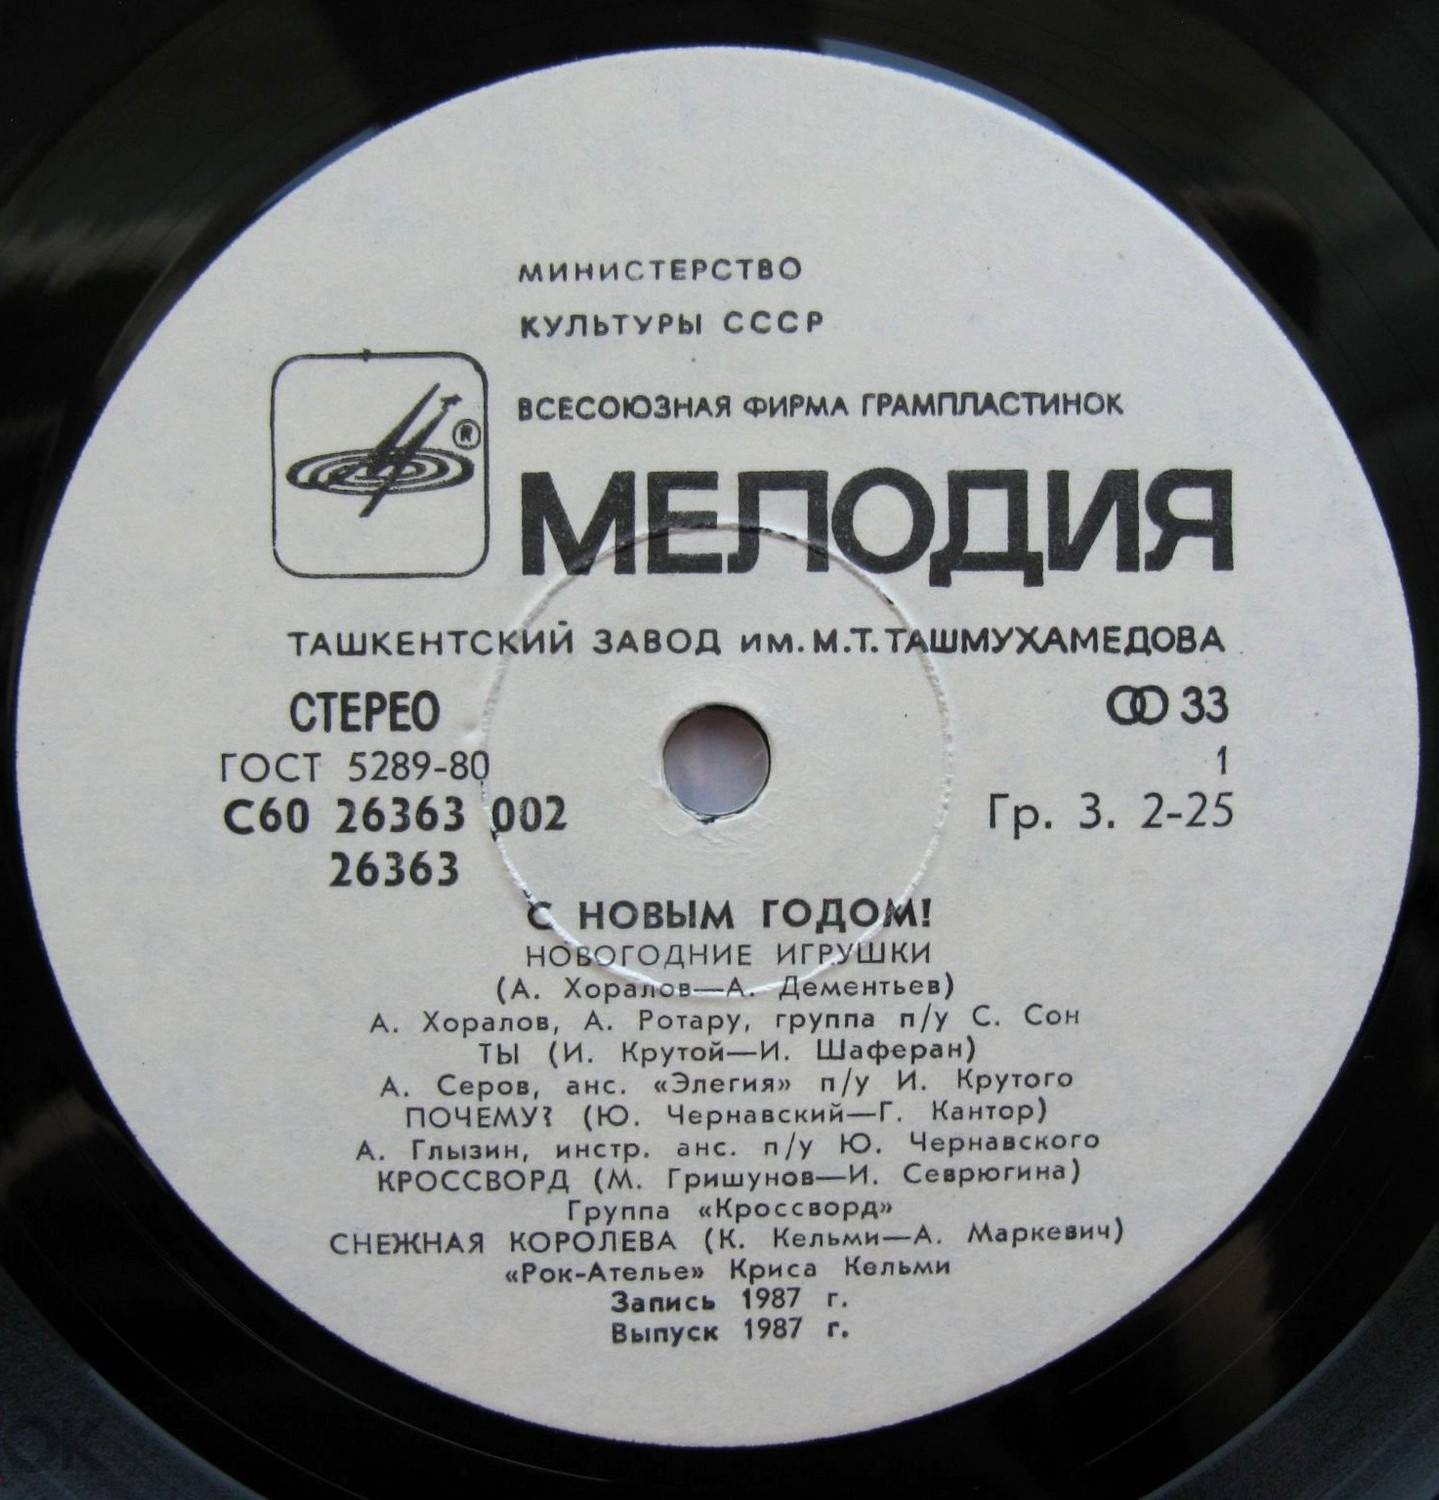 МИНИСТЕРСТВО
КУЛЬТУРЫ СССР
ВСЕСОЮЗНАЯ ФИРМА ГРАМПЛАСТИНОК
®
МЕЛОДИЯ
ТАШКЕНТСКИЙ ЗАВОД им. М.Т. ТАШМУХАМЕДОВА
СТЕРЕО 33
ГОСТ 5289-80 1
С60 26363 002 Гр. 3. 2-25
26363
С НОВЫМ ГОДОМ!
НОВОГОДНИЕ ИГРУШКИ
(А. Хоралов—А. Дементьев)
А. Хоралов, А. Ротару, группа п/у С. Сон
ТЫ (И. Крутой—И. Шаферан)
А. Серов, анс. «Элегия» п/у И. Крутого
ПОЧЕМУ? (Ю. Чернавский—Г. Кантор)
А. Глызин, инстр. анс. п/у Ю. Чернавского
КРОССВОРД (М. Гришунов—И. Севрюгина)
Группа «Кроссворд»
СНЕЖНАЯ КОРОЛЕВА (К. Кельми—А. Маркевич)
«Рок-Ателье» Криса Кельми
Запись 1987 г.
Выпуск 1987 г.